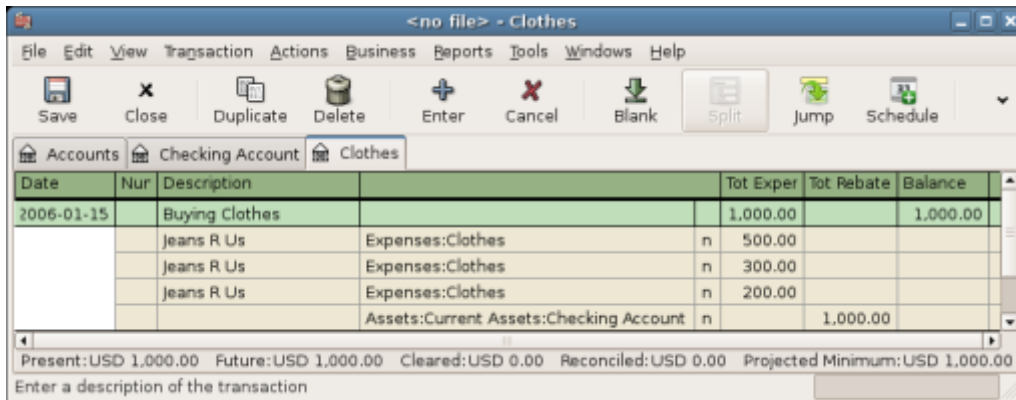 <no file> - Clothes
File Edit View Transaction Actions Business Reports Tools Windows Help
Save Close Duplicate Delete Enter Cancel Blank Split Jump Schedule
Accounts Checking Account Clothes
Date Nur Description Tot Exper Tot Rebate Balance
2006-01-15 Buying Clothes 1,000.00 1,000.00
Jeans R Us Expenses:Clothes n 500.00
Jeans R Us Expenses:Clothes n 300.00
Jeans R Us Expenses:Clothes n 200.00
Assets:Current Assets:Checking Account n 1,000.00
Present:USD 1,000.00 Future:USD 1,000.00 Cleared:USD 0.00 Reconciled:USD 0.00 Projected Minimum:USD 1,000.00
Enter a description of the transaction